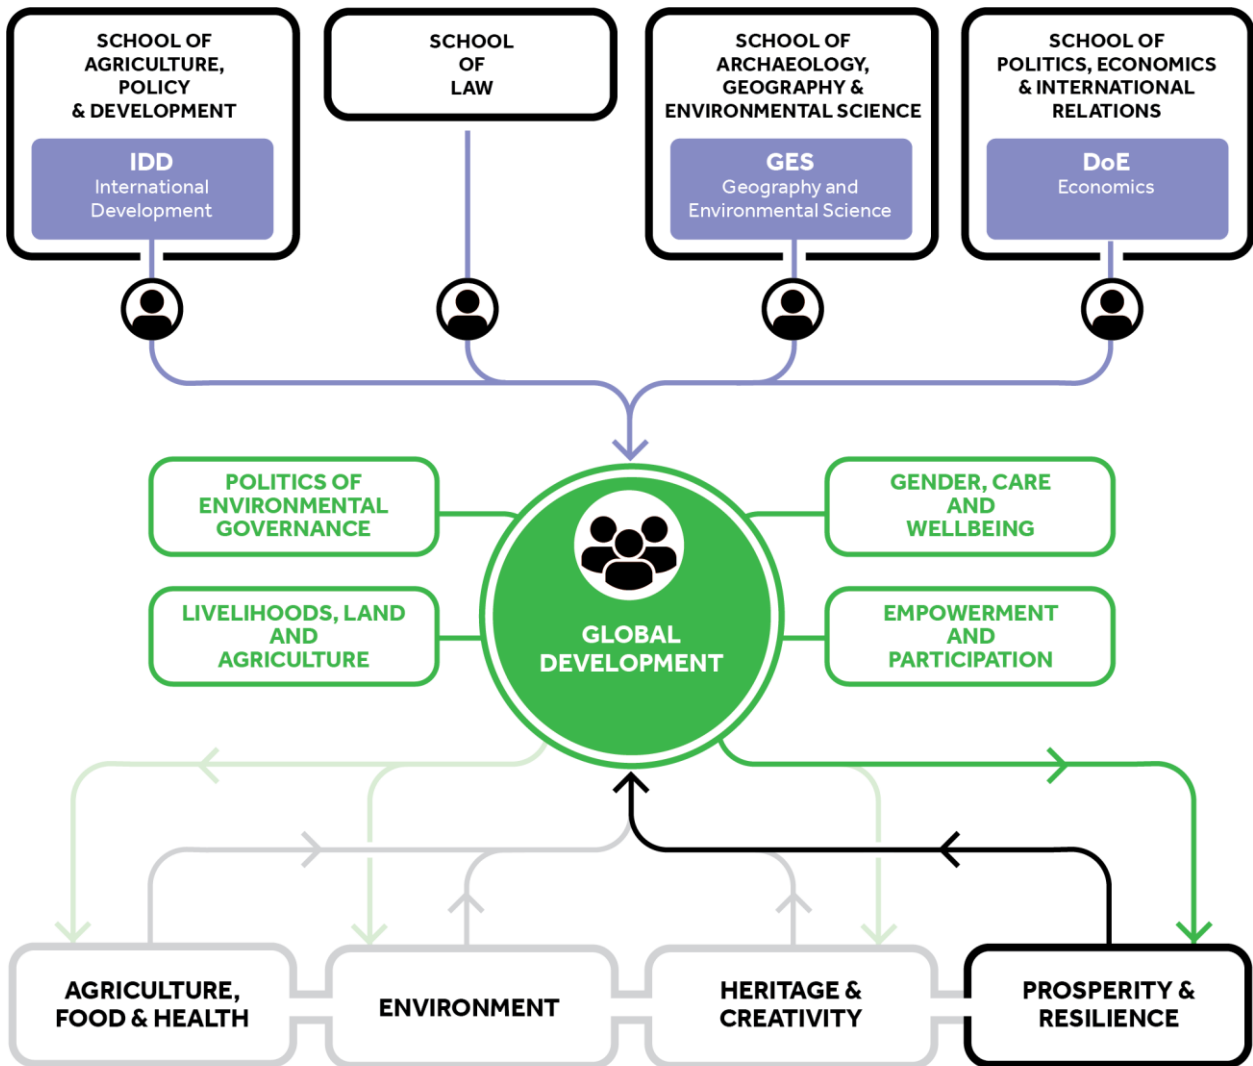 SCHOOL OF
AGRICULTURE,
POLICY
& DEVELOPMENT
IDD
International
Development
SCHOOL
OF
LAW
SCHOOL OF
ARCHAEOLOGY,
GEOGRAPHY &
ENVIRONMENTAL SCIENCE
GES
Geography and
Environmental Science
SCHOOL OF
POLITICS, ECONOMICS
& INTERNATIONAL
RELATIONS
DoE
Economics
POLITICS OF
ENVIRONMENTAL
GOVERNANCE
GENDER, CARE
AND
WELLBEING
LIVELIHOODS, LAND
AND
AGRICULTURE
GLOBAL
DEVELOPMENT
EMPOWERMENT
AND
PARTICIPATION
AGRICULTURE,
FOOD & HEALTH
ENVIRONMENT
HERITAGE &
CREATIVITY
PROSPERITY &
RESILIENCE